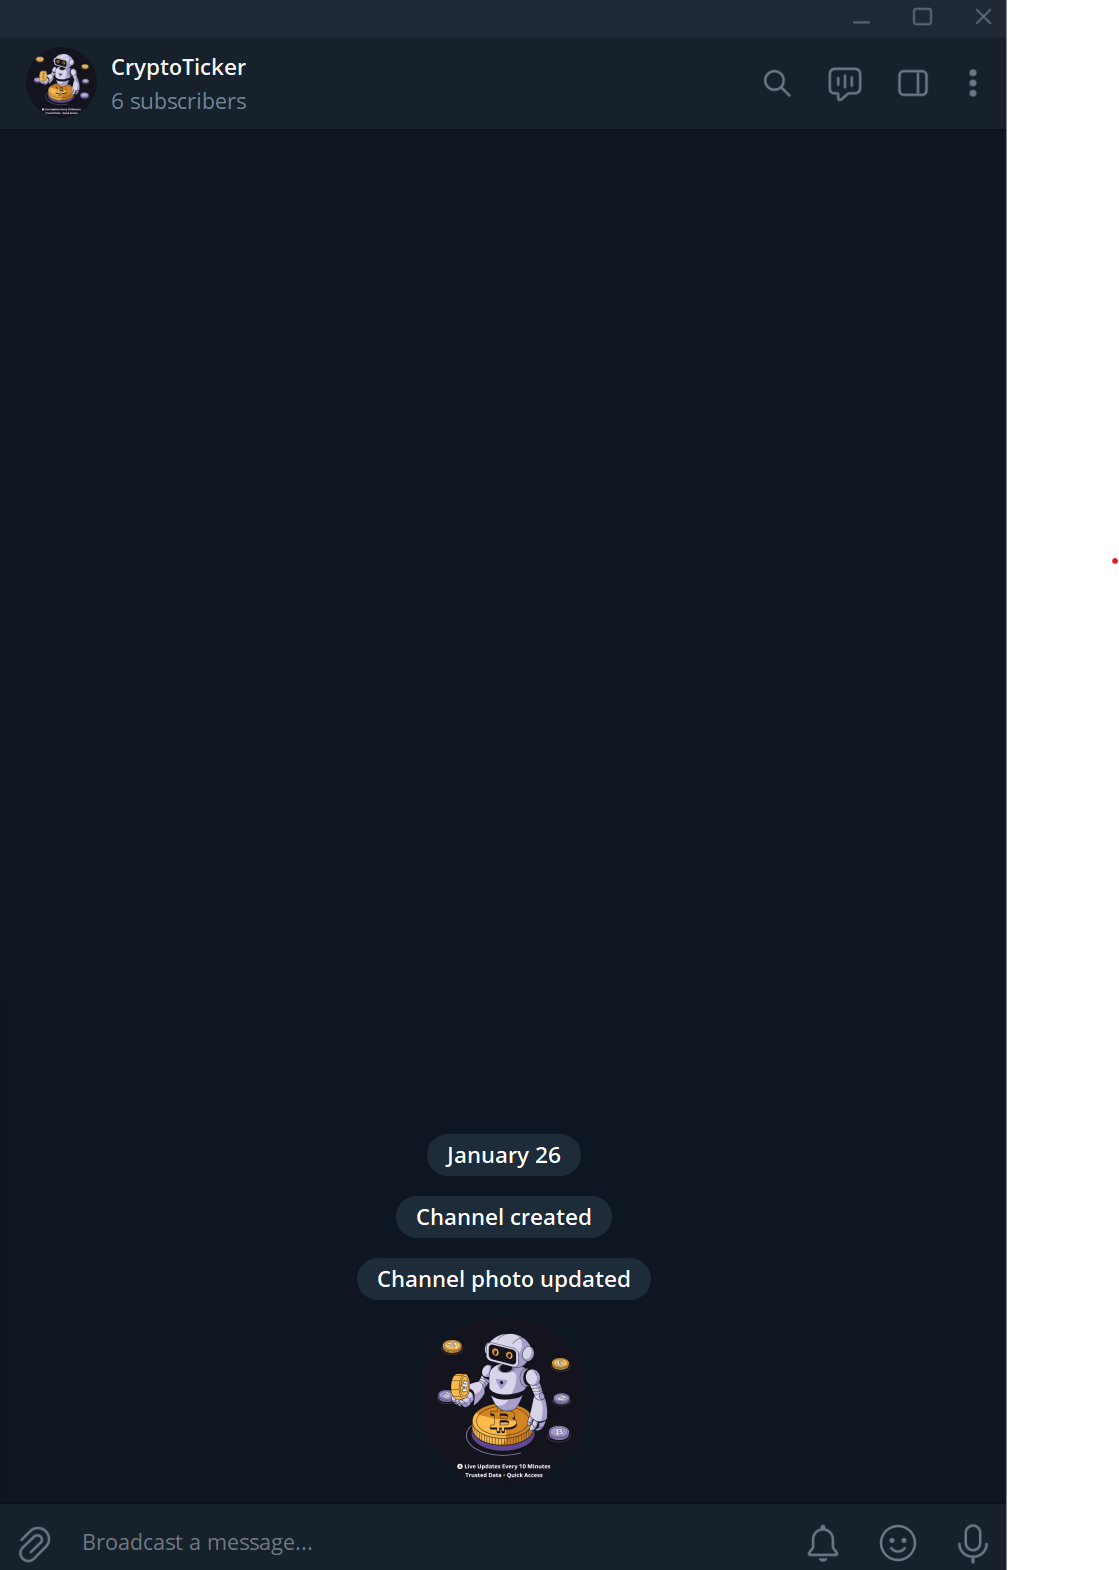 CryptoTicker
6 subscribers
January 26
Channel created
Channel photo updated
Live Updates Every 10 Minutes
Trusted Data - Quick Access
Broadcast a message...